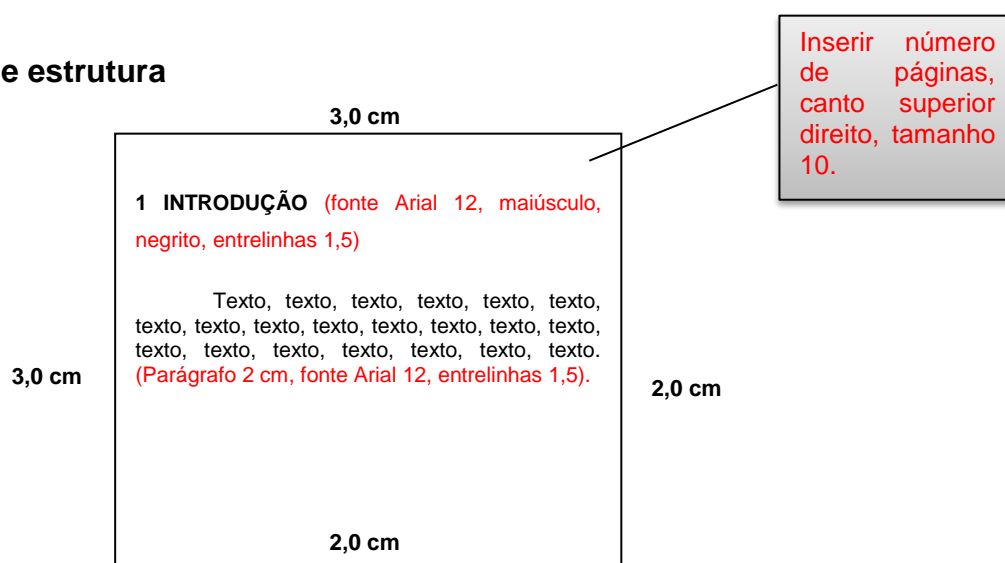 Inserir número
de páginas,
canto superior
direito, tamanho
10.
e estrutura
3,0 cm
1 INTRODUÇÃO (fonte Arial 12, maiúsculo,
negrito, entrelinhas 1,5)
Texto, texto, texto, texto, texto, texto,
texto, texto, texto, texto, texto, texto, texto, texto,
texto, texto, texto, texto, texto, texto, texto.
(Parágrafo 2 cm, fonte Arial 12, entrelinhas 1,5).
3,0 cm
2,0 cm
2,0 cm